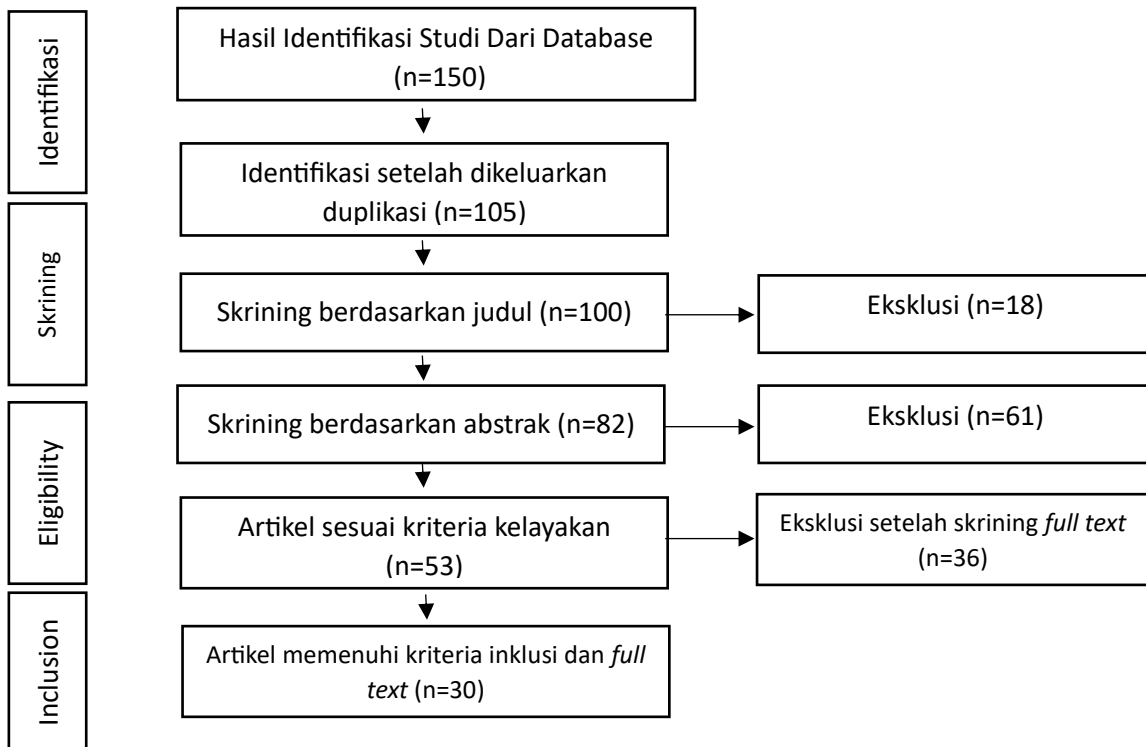 Identifikasi
Hasil Identifikasi Studi Dari Database
(n=150)
Identifikasi setelah dikeluarkan
duplikasi (n=105)
Skrining
Skrining berdasarkan judul (n=100)
Eksklusi (n=18)
Eligibility
Skrining berdasarkan abstrak (n=82)
Eksklusi (n=61)
Artikel sesuai kriteria kelayakan
(n=53)
Eksklusi setelah skrining full text
(n=36)
Inclusion
Artikel memenuhi kriteria inklusi dan full
text (n=30)